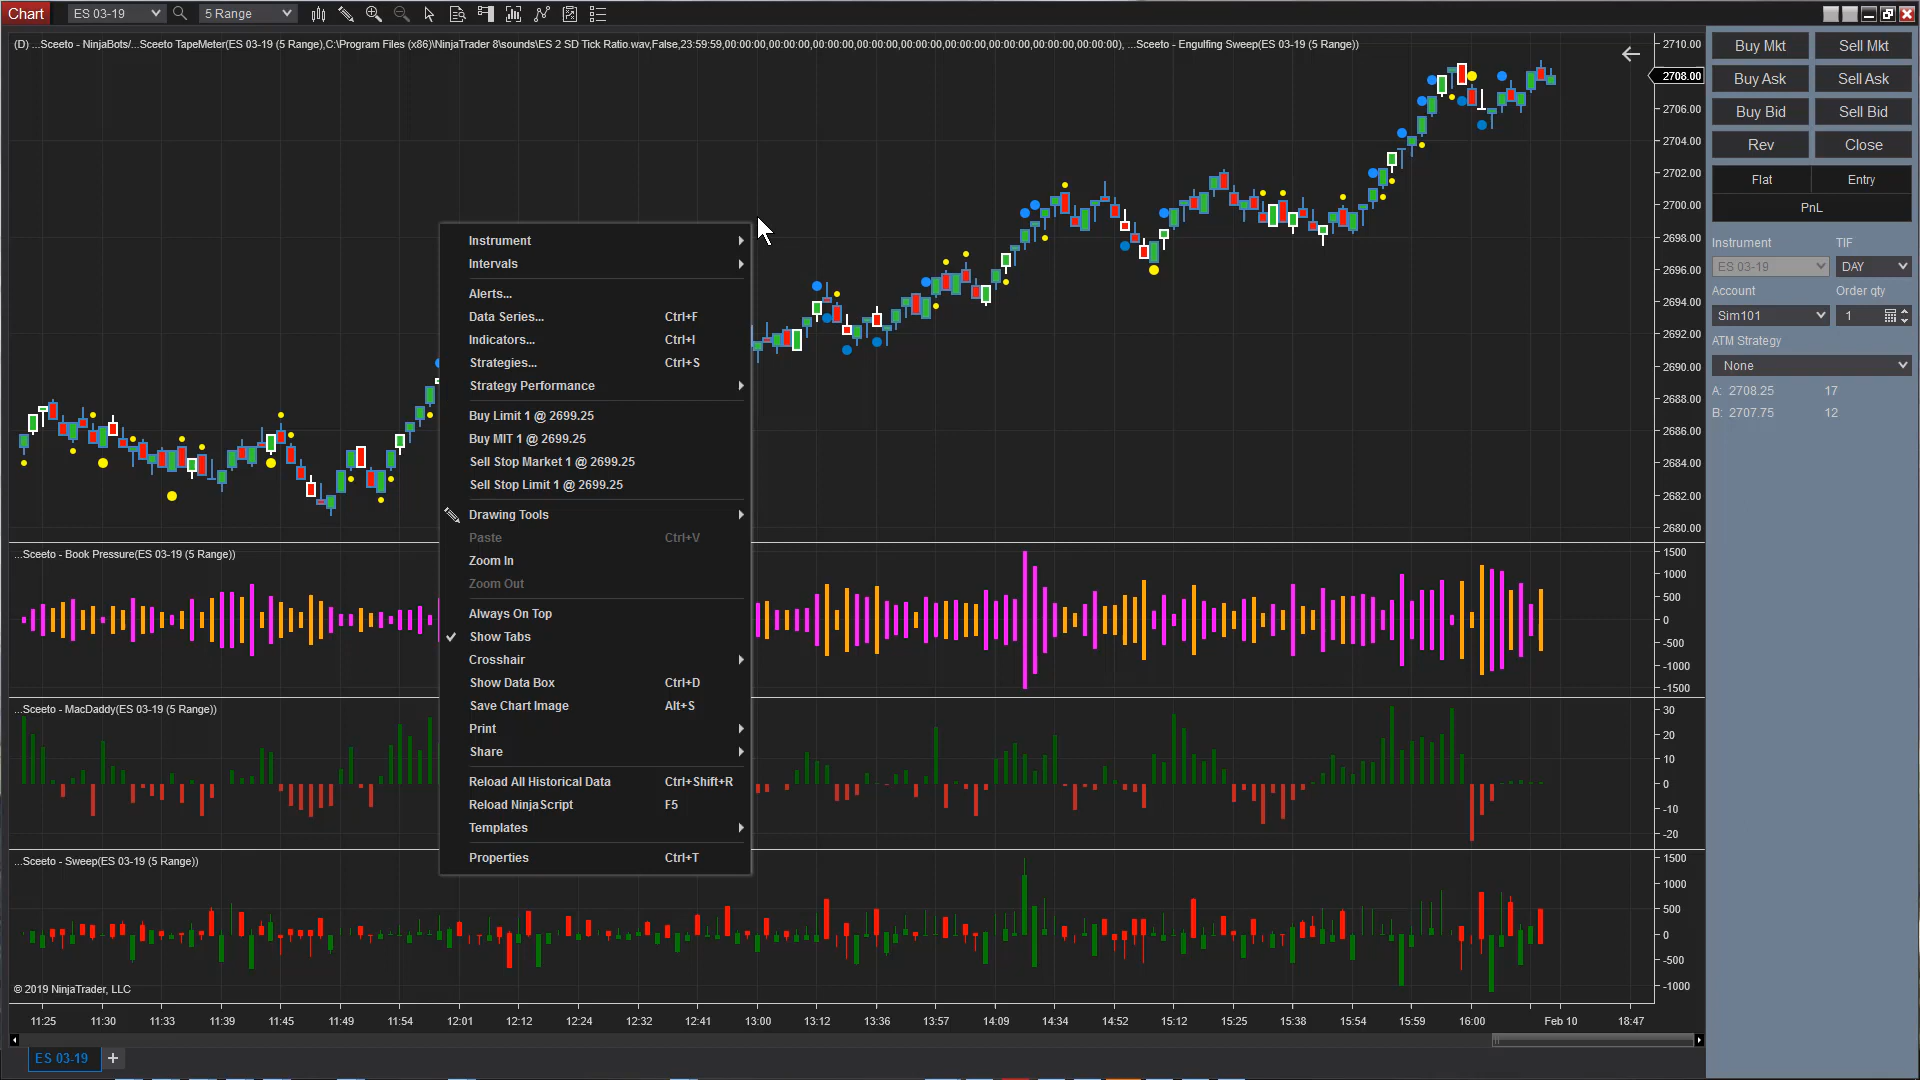 Chart
ES 03-19
5 Range
(D) ...Sceeto - NinjaBots/...Sceeto TapeMeter(ES 03-19 (5 Range),C:\Program Files (x86)\NinjaTrader 8\sounds\ES 2 SD Tick Ratio.wav,False,23:59:59,00:00:00,00:00:00,00:00:00,00:00:00,00:00:00,00:00:00,00:00:00,00:00:00,00:00:00), ...Sceeto - Engulfing Sweep(ES 03-19 (5 Range))
2710.00
2708.00
2706.00
2704.00
2702.00
2700.00
2698.00
2696.00
2694.00
2692.00
2690.00
2688.00
2686.00
2684.00
2682.00
2680.00
Instrument
Intervals
Alerts...
Data Series... Ctrl+F
Indicators... Ctrl+I
Strategies... Ctrl+S
Strategy Performance
Buy Limit 1 @ 2699.25
Buy MIT 1 @ 2699.25
Sell Stop Market 1 @ 2699.25
Sell Stop Limit 1 @ 2699.25
Drawing Tools
Paste Ctrl+V
Zoom In
Zoom Out
Always On Top
Show Tabs
Crosshair
Show Data Box Ctrl+D
Save Chart Image Alt+S
Print
Share
Reload All Historical Data Ctrl+Shift+R
Reload NinjaScript F5
Templates
Properties Ctrl+T
...Sceeto - Book Pressure(ES 03-19 (5 Range))
1500
1000
500
0
-500
-1000
-1500
...Sceeto - MacDaddy(ES 03-19 (5 Range))
30
20
10
0
-10
-20
...Sceeto - Sweep(ES 03-19 (5 Range))
1500
1000
500
0
-500
-1000
© 2019 NinjaTrader, LLC
11:25 11:30 11:33 11:39 11:45 11:49 11:54 12:01 12:12 12:24 12:32 12:41 13:00 13:12 13:36 13:57 14:09 14:34 14:52 15:12 15:25 15:38 15:54 15:59 16:00 Feb 10 18:47
ES 03-19 +
Buy Mkt Sell Mkt
Buy Ask Sell Ask
Buy Bid Sell Bid
Rev Close
Flat Entry
PnL
Instrument TIF
ES 03-19 DAY
Account Order qty
Sim101 1
ATM Strategy
None
A: 2708.25 17
B: 2707.75 12